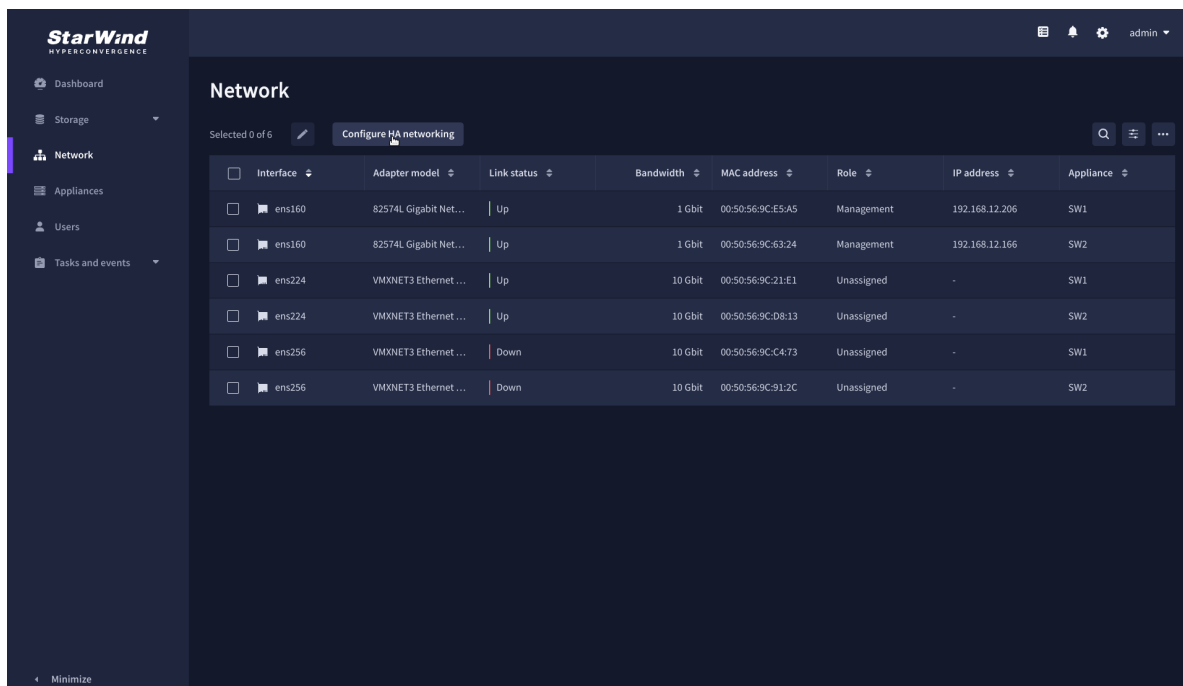 StarWind
HYPERCONVERGENCE
admin
Dashboard
Storage
Network
Appliances
Users
Tasks and events
Minimize
Network
Selected 0 of 6 Configure HA networking
Interface Adapter model Link status Bandwidth MAC address Role IP address Appliance
ens160 82574L Gigabit Net... Up 1 Gbit 00:50:56:9C:E5:A5 Management 192.168.12.206 SW1
ens160 82574L Gigabit Net... Up 1 Gbit 00:50:56:9C:63:24 Management 192.168.12.166 SW2
ens224 VMXNET3 Ethernet ... Up 10 Gbit 00:50:56:9C:21:E1 Unassigned - SW1
ens224 VMXNET3 Ethernet ... Up 10 Gbit 00:50:56:9C:D8:13 Unassigned - SW2
ens256 VMXNET3 Ethernet ... Down 10 Gbit 00:50:56:9C:C4:73 Unassigned - SW1
ens256 VMXNET3 Ethernet ... Down 10 Gbit 00:50:56:9C:91:2C Unassigned - SW2